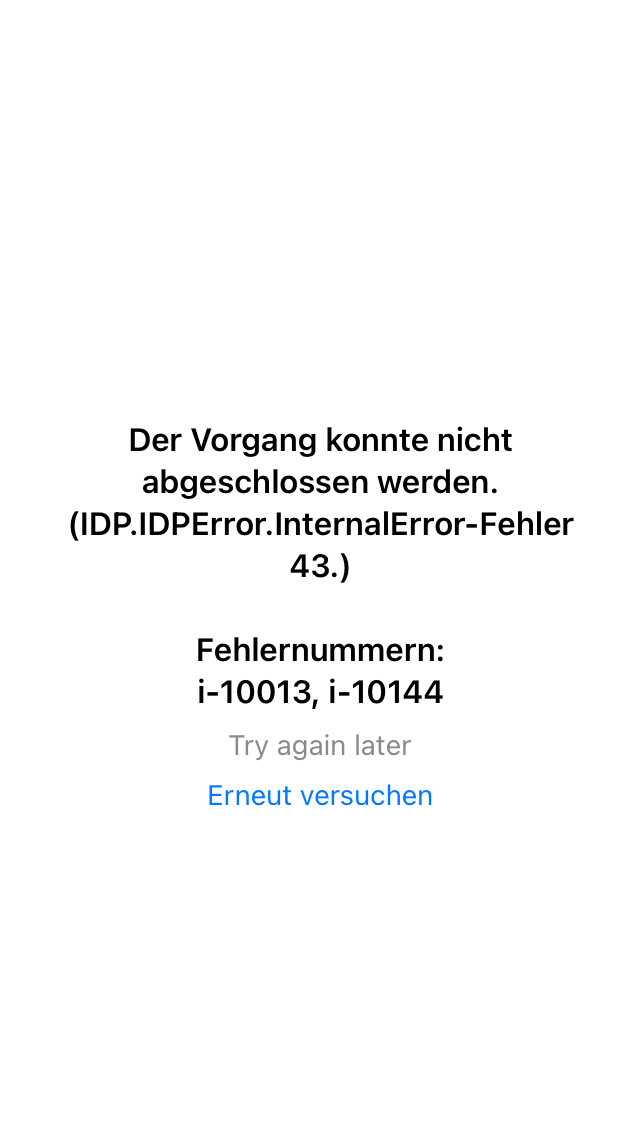 Der Vorgang konnte nicht
abgeschlossen werden.
(IDP.IDPError.InternalError-Fehler
43.)
Fehlernummern:
i-10013, i-10144
Try again later
Erneut versuchen